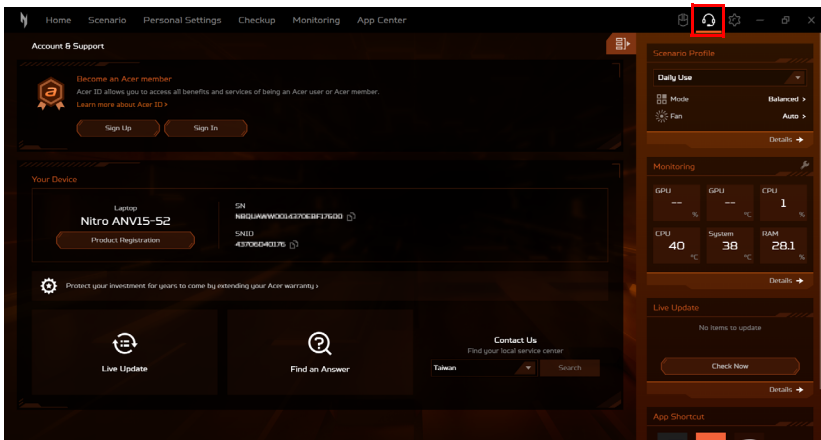 Home Scenario Personal Settings Checkup Monitoring App Center
Account & Support
Become an Acer member
Acer ID allows you to access all benefits and services of being an Acer user or Acer member.
Learn more about Acer ID >
Sign Up Sign In
Your Device
Laptop
Nitro ANV15-52
Product Registration
SN
SNID
Protect your investment for years to come by extending your Acer warranty >
Live Update
Find an Answer
Contact Us
Find your local service center
Taiwan Search
Scenario Profile
Daily Use
Mode Balanced >
Fan Auto >
Details
Monitoring
GPU GPU CPU
-- -- 1
% °C %
CPU System RAM
40 38 28.1
°C °C %
Details
Live Update
No items to update
Check Now
Details
App Shortcut